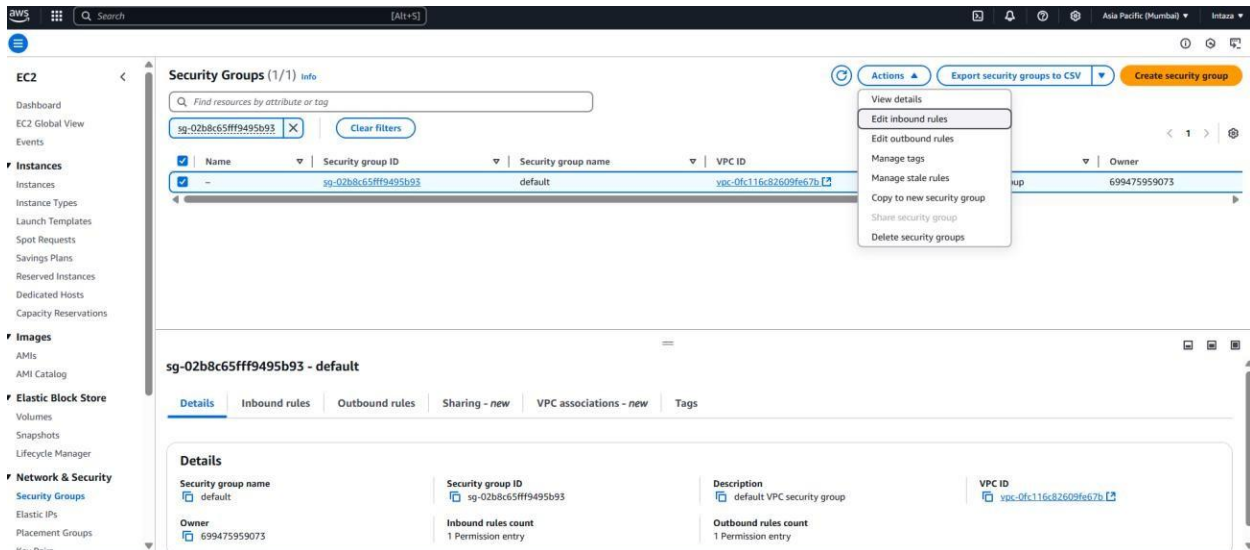 aws Search [Alt+S] Asia Pacific (Mumbai) Intaza
EC2
Dashboard
EC2 Global View
Events
Instances
Instances
Instance Types
Launch Templates
Spot Requests
Savings Plans
Reserved Instances
Dedicated Hosts
Capacity Reservations
Images
AMIs
AMI Catalog
Elastic Block Store
Volumes
Snapshots
Lifecycle Manager
Network & Security
Security Groups
Elastic IPs
Placement Groups
Security Groups (1/1) Info
Actions
Export security groups to CSV
Create security group
Find resources by attribute or tag
sg-02b8c65fff9495b93
Clear filters
1
View details
Edit inbound rules
Edit outbound rules
Manage tags
Manage stale rules
Copy to new security group
Share security group
Delete security groups
Name Security group ID Security group name VPC ID Owner
– sg-02b8c65fff9495b93 default vpc-0fc116c82609fe67b 699475959073
sg-02b8c65fff9495b93 - default
Details Inbound rules Outbound rules Sharing - new VPC associations - new Tags
Details
Security group name Security group ID Description VPC ID
default sg-02b8c65fff9495b93 default VPC security group vpc-0fc116c82609fe67b
Owner Inbound rules count Outbound rules count
699475959073 1 Permission entry 1 Permission entry